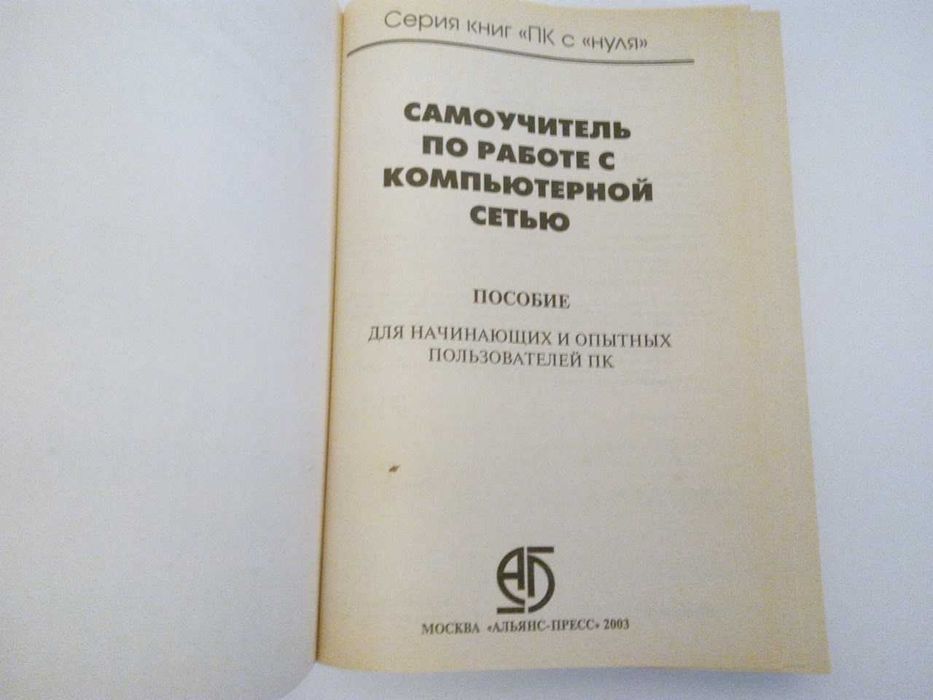 Серия книг «ПК с «нуля»
САМОУЧИТЕЛЬ
ПО РАБОТЕ С
КОМПЬЮТЕРНОЙ
СЕТЬЮ
ПОСОБИЕ
ДЛЯ НАЧИНАЮЩИХ И ОПЫТНЫХ
ПОЛЬЗОВАТЕЛЕЙ ПК
АБ
МОСКВА «АЛЬЯНС-ПРЕСС» 2003